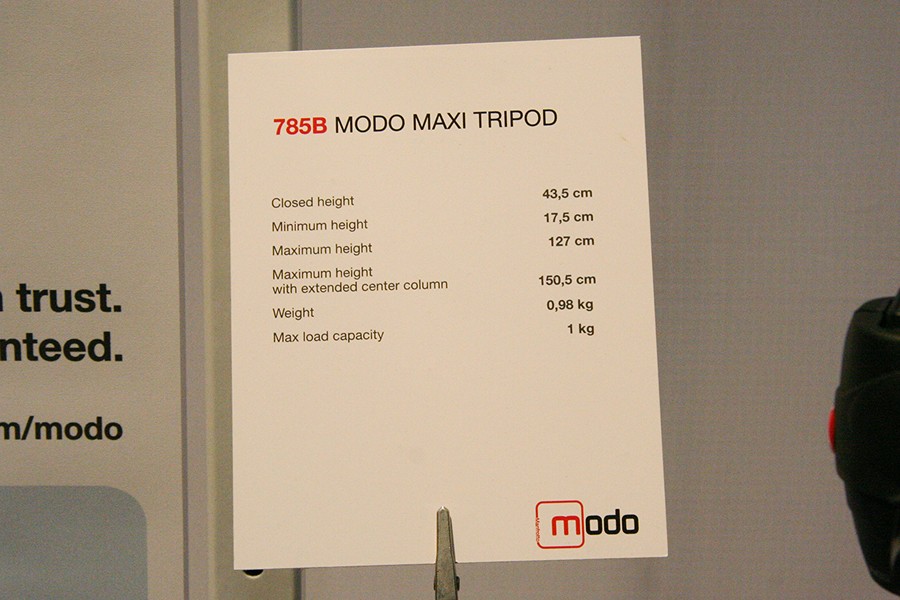 785B MODO MAXI TRIPOD
Closed height 43,5 cm
Minimum height 17,5 cm
Maximum height 127 cm
Maximum height
with extended center column 150,5 cm
Weight 0,98 kg
Max load capacity 1 kg
modo
trust.
nteed.
m/modo